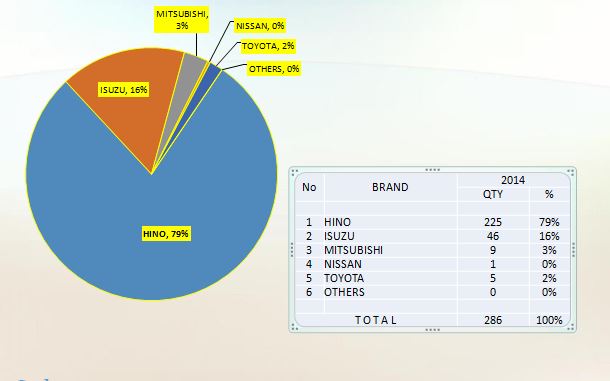 MITSUBISHI,
3%
NISSAN, 0%
TOYOTA, 2%
OTHERS, 0%
ISUZU, 16%
HINO, 79%
No BRAND 2014
QTY %
1 HINO 225 79%
2 ISUZU 46 16%
3 MITSUBISHI 9 3%
4 NISSAN 1 0%
5 TOYOTA 5 2%
6 OTHERS 0 0%
T O T A L 286 100%